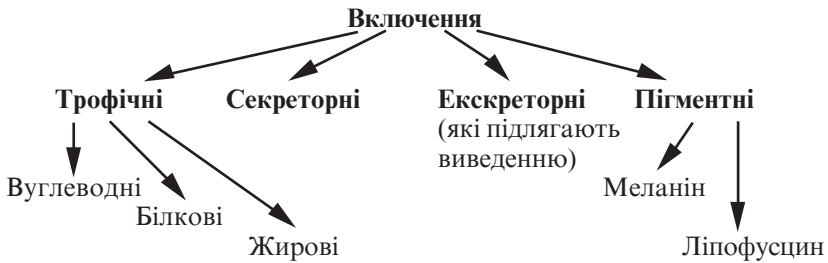 Включення
Трофічні Секреторні Екскреторні Пігментні
(які підлягають
виведенню)
Вуглеводні Меланін
Білкові
Жирові Ліпофусцин